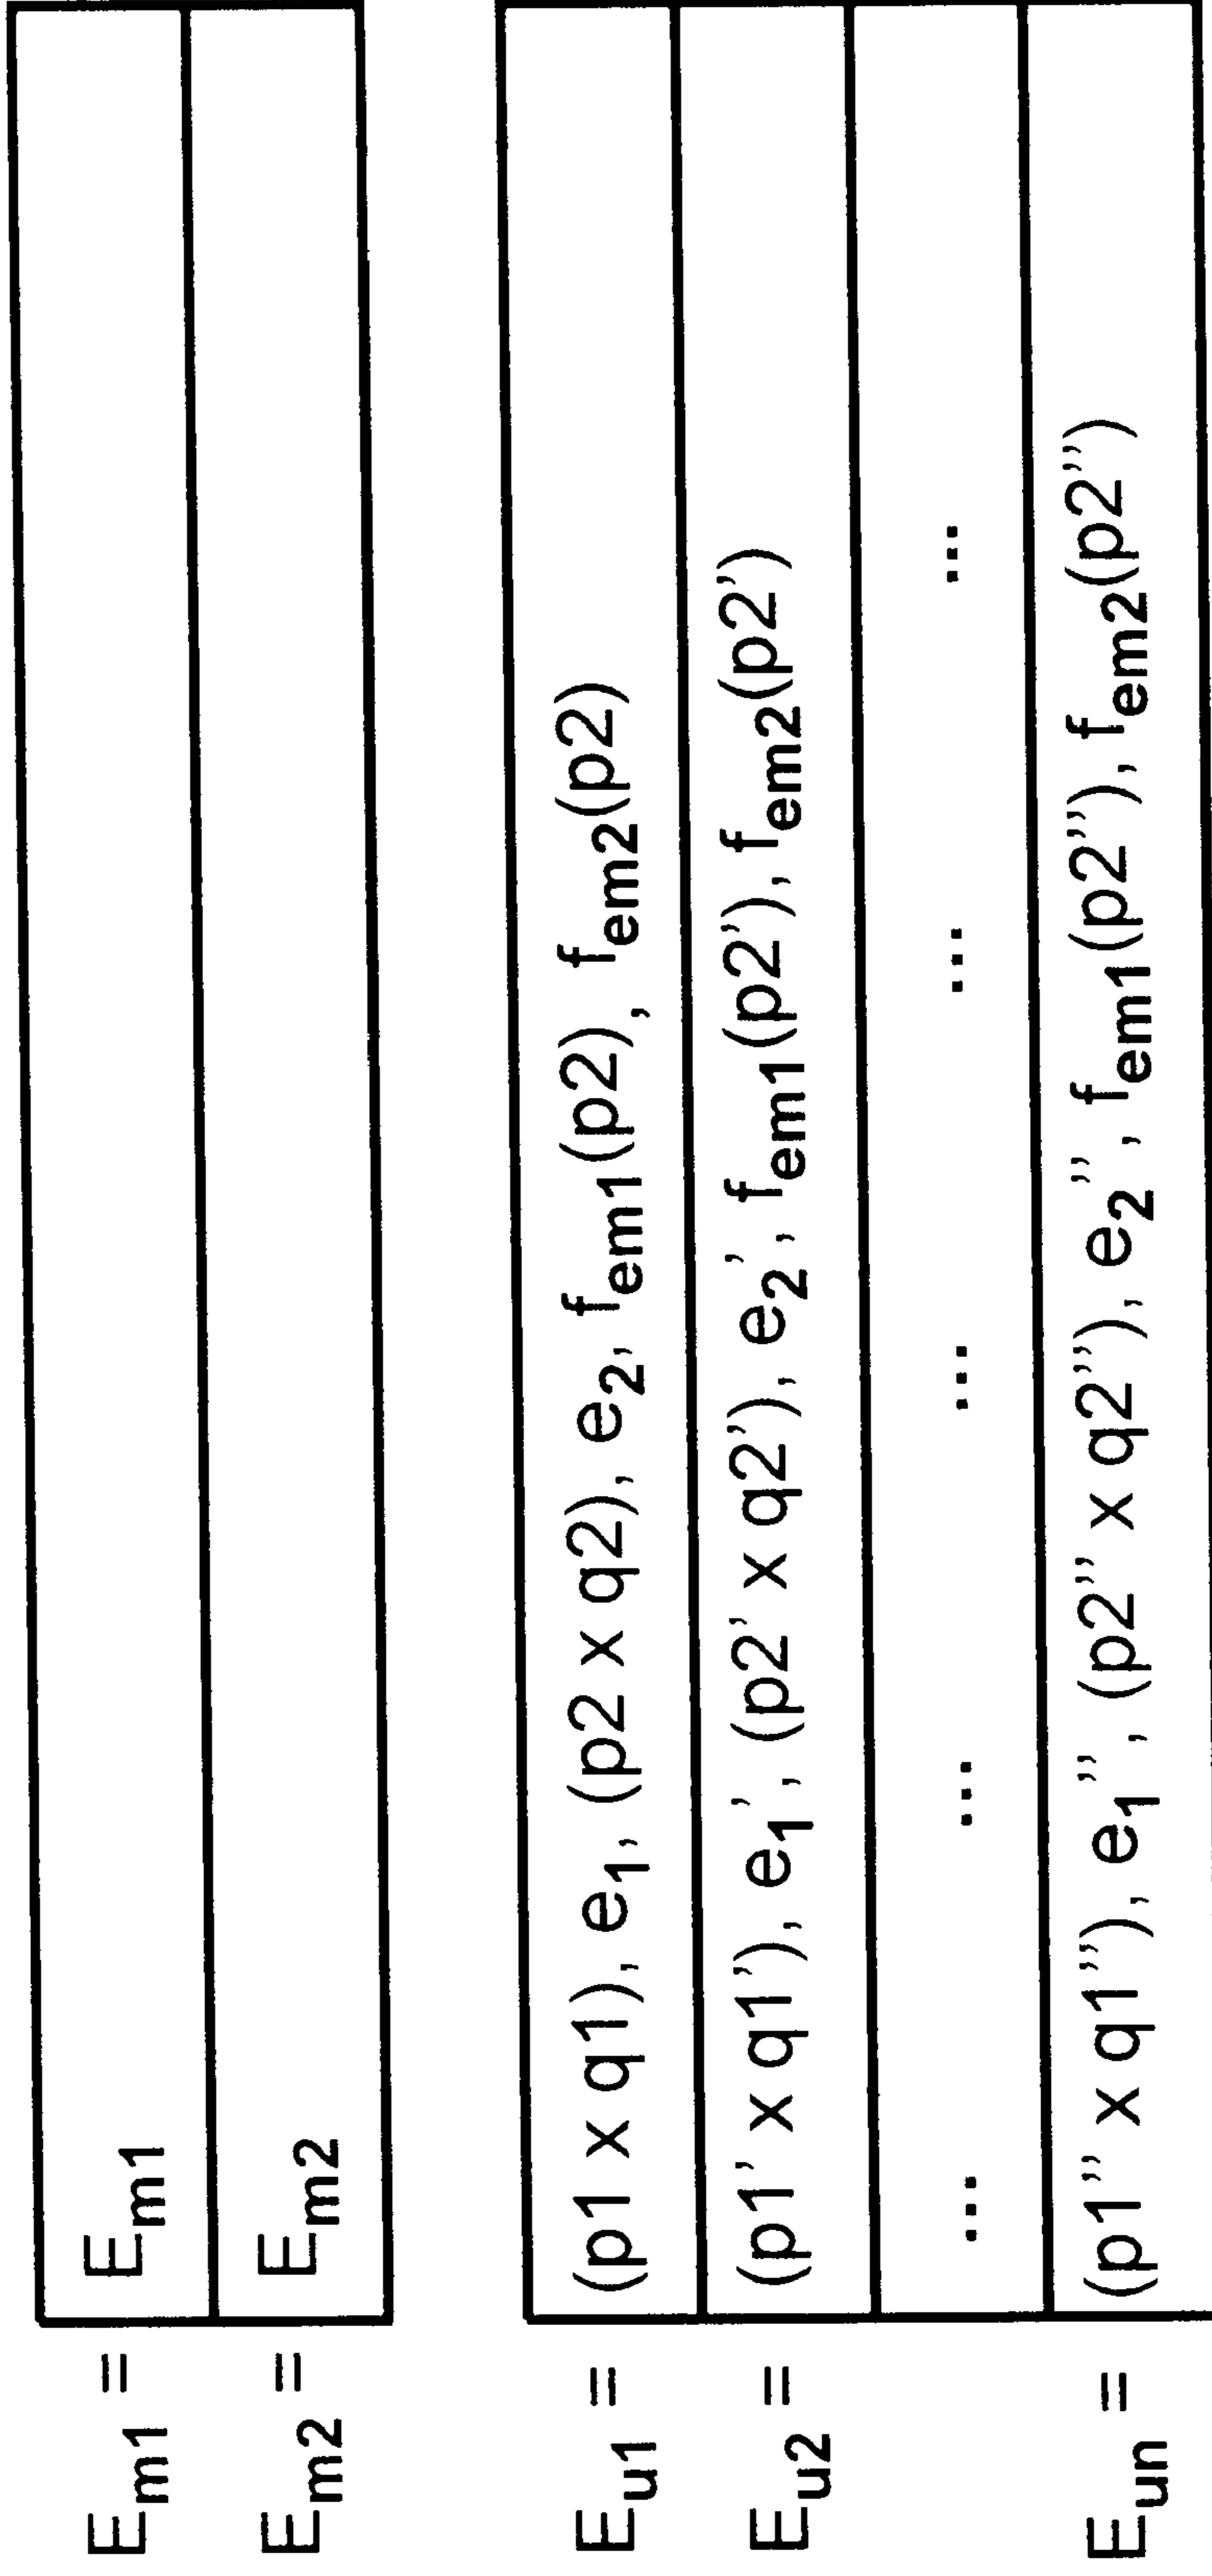 E_m1 = E_m1
E_m2 = E_m2
E_u1 = (p1 x q1), e_1, (p2 x q2), e_2, f_em1(p2), f_em2(p2)
E_u2 = (p1' x q1'), e_1', (p2' x q2'), e_2', f_em1(p2'), f_em2(p2')
... ... ... ... ...
E_un = (p1'' x q1''), e_1'', (p2'' x q2''), e_2'', f_em1(p2''), f_em2(p2'')